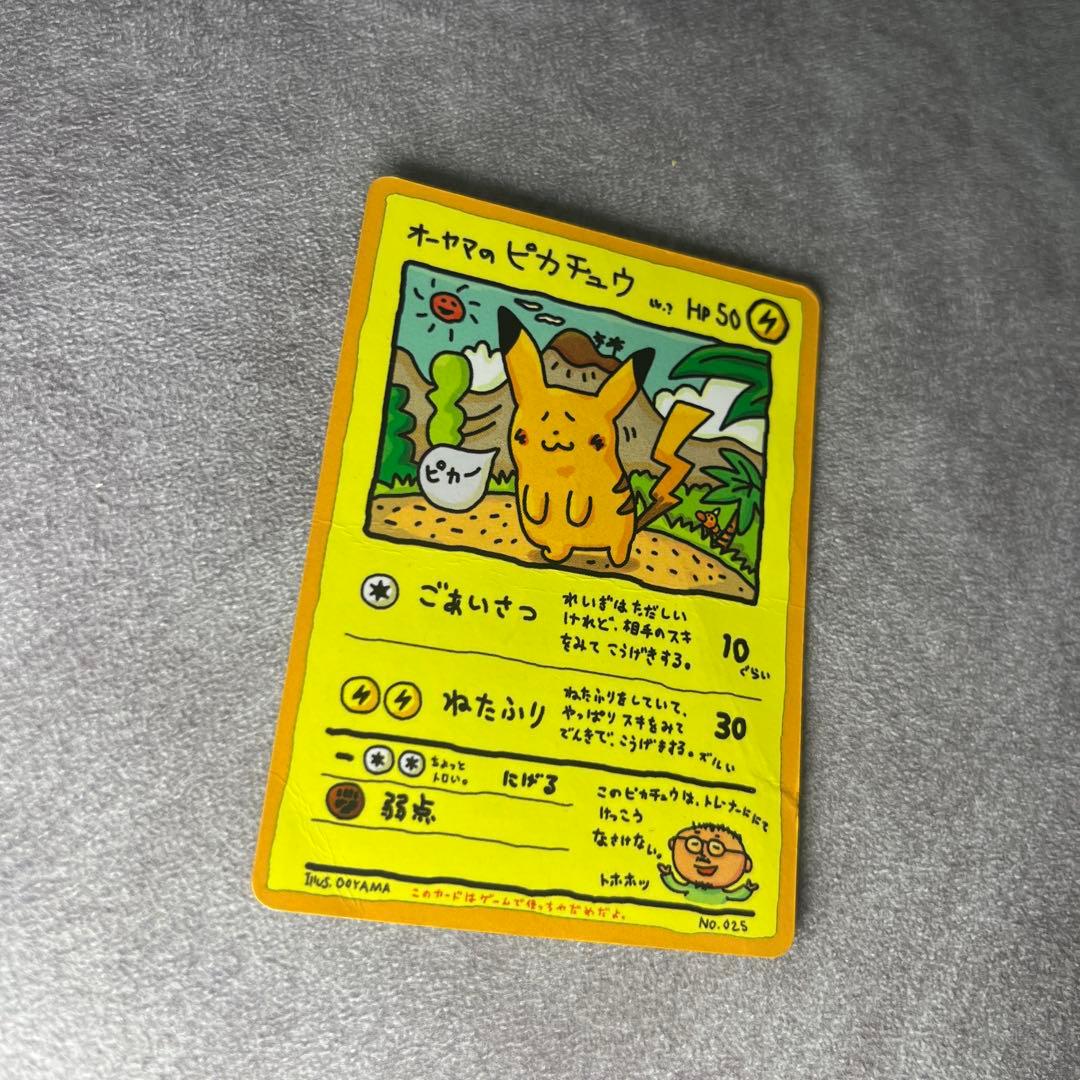 オーヤマのピカチュウ Lv.? HP 50
ピカー
ごあいさつ
れいぎはただしい
けれど、相手のスキ
をみて こうげきする。
10
ぐらい
ねたふり
ねたふりをしていて、
やっぱり スキをみて
でんきで、こうげきする。ズルい
30
ちょっと
トロい。
にげる
弱点
このピカチュウは、トレーナーににて
けっこう
なさけない。
トホホッ
Illus. OOYAMA
このカードはゲームで使っちゃだめだよ。
NO. 025